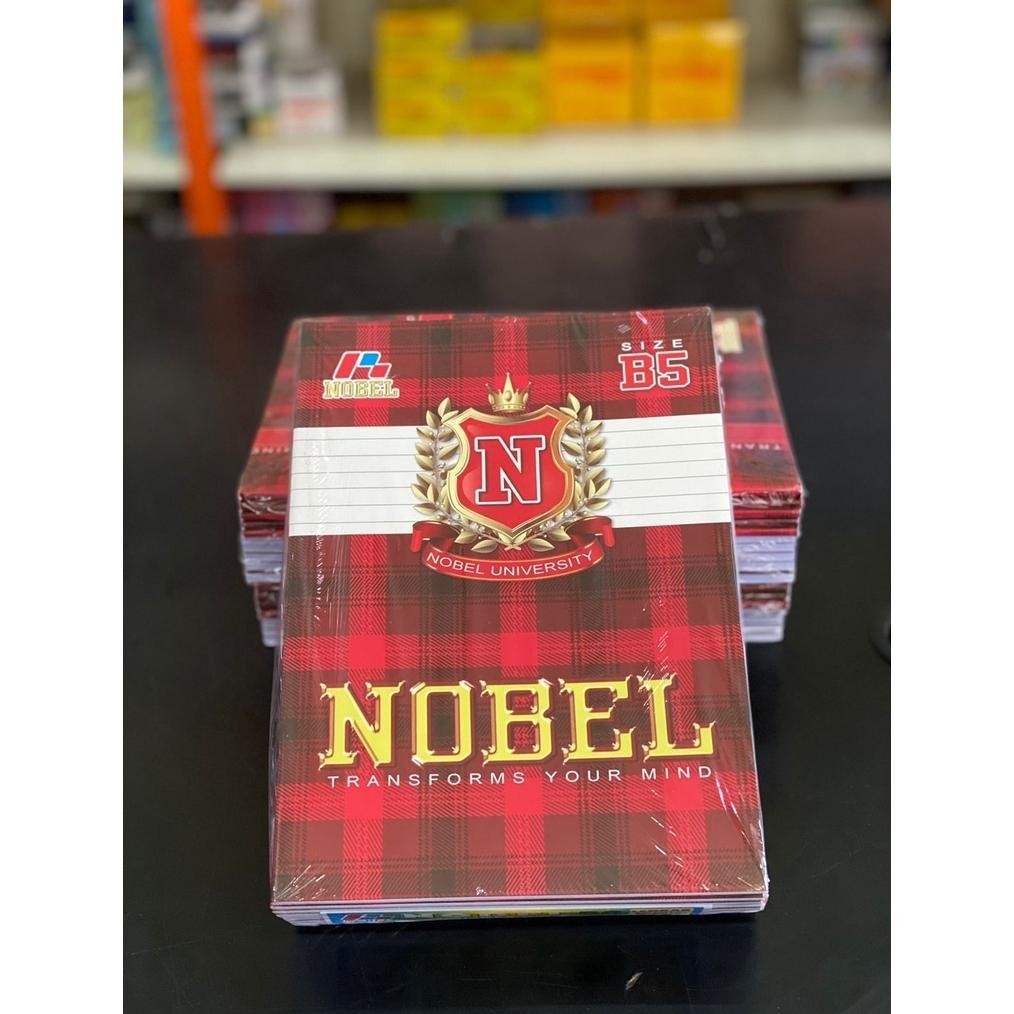 NOBEL
SIZE
B5
N
NOBEL UNIVERSITY
NOBEL
TRANSFORMS YOUR MIND